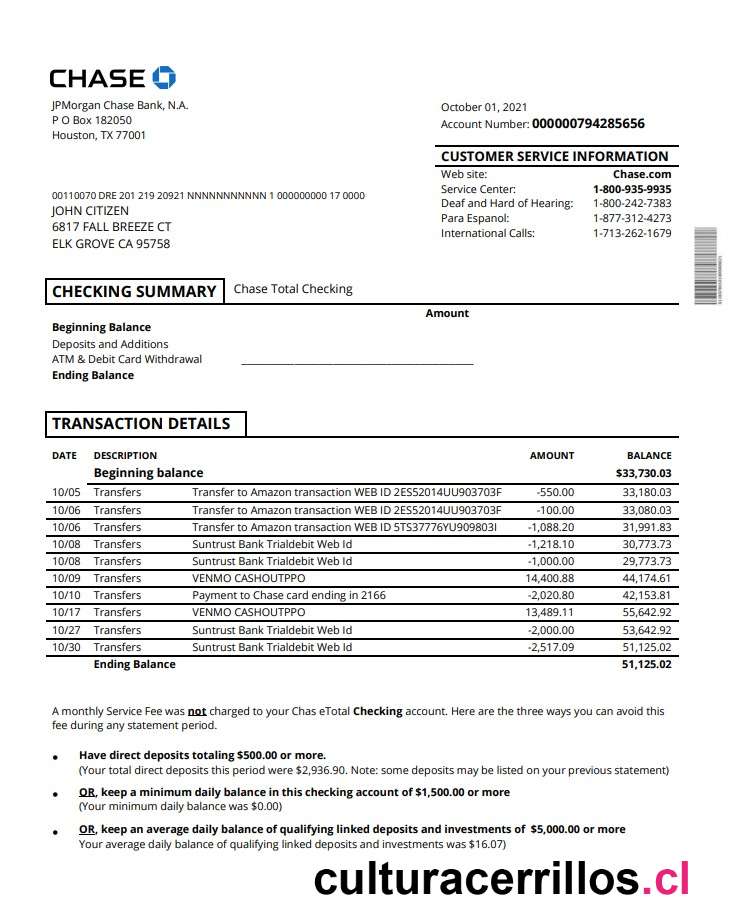 CHASE
JPMorgan Chase Bank, N.A.
P O Box 182050
Houston, TX 77001
October 01, 2021
Account Number: 000000794285656
CUSTOMER SERVICE INFORMATION
Web site: Chase.com
Service Center: 1-800-935-9935
Deaf and Hard of Hearing: 1-800-242-7383
Para Espanol: 1-877-312-4273
International Calls: 1-713-262-1679
00110070 DRE 201 219 20921 NNNNNNNNNNN 1 000000000 17 0000
JOHN CITIZEN
6817 FALL BREEZE CT
ELK GROVE CA 95758
CHECKING SUMMARY Chase Total Checking
Amount
Beginning Balance
Deposits and Additions
ATM & Debit Card Withdrawal
Ending Balance
TRANSACTION DETAILS
DATE DESCRIPTION AMOUNT BALANCE
Beginning balance $33,730.03
10/05 Transfers Transfer to Amazon transaction WEB ID 2ES52014UU903703F -550.00 33,180.03
10/06 Transfers Transfer to Amazon transaction WEB ID 2ES52014UU903703F -100.00 33,080.03
10/06 Transfers Transfer to Amazon transaction WEB ID 5TS37776YU909803I -1,088.20 31,991.83
10/08 Transfers Suntrust Bank Trialdebit Web Id -1,218.10 30,773.73
10/08 Transfers Suntrust Bank Trialdebit Web Id -1,000.00 29,773.73
10/09 Transfers VENMO CASHOUTPPO 14,400.88 44,174.61
10/10 Transfers Payment to Chase card ending in 2166 -2,020.80 42,153.81
10/17 Transfers VENMO CASHOUTPPO 13,489.11 55,642.92
10/27 Transfers Suntrust Bank Trialdebit Web Id -2,000.00 53,642.92
10/30 Transfers Suntrust Bank Trialdebit Web Id -2,517.09 51,125.02
Ending Balance 51,125.02
A monthly Service Fee was not charged to your Chas eTotal Checking account. Here are the three ways you can avoid this
fee during any statement period.
• Have direct deposits totaling $500.00 or more.
(Your total direct deposits this period were $2,936.90. Note: some deposits may be listed on your previous statement)
• OR, keep a minimum daily balance in this checking account of $1,500.00 or more
(Your minimum daily balance was $0.00)
• OR, keep an average daily balance of qualifying linked deposits and investments of $5,000.00 or more
Your average daily balance of qualifying linked deposits and investments was $16.07)
culturacerrillos.cl